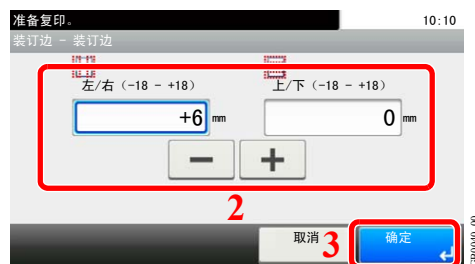 准备复印。 10:10
装订边 - 装订边
左/右（-18 - +18） 上/下（-18 - +18）
+6 mm 0 mm
− +
2
取消 3 确定